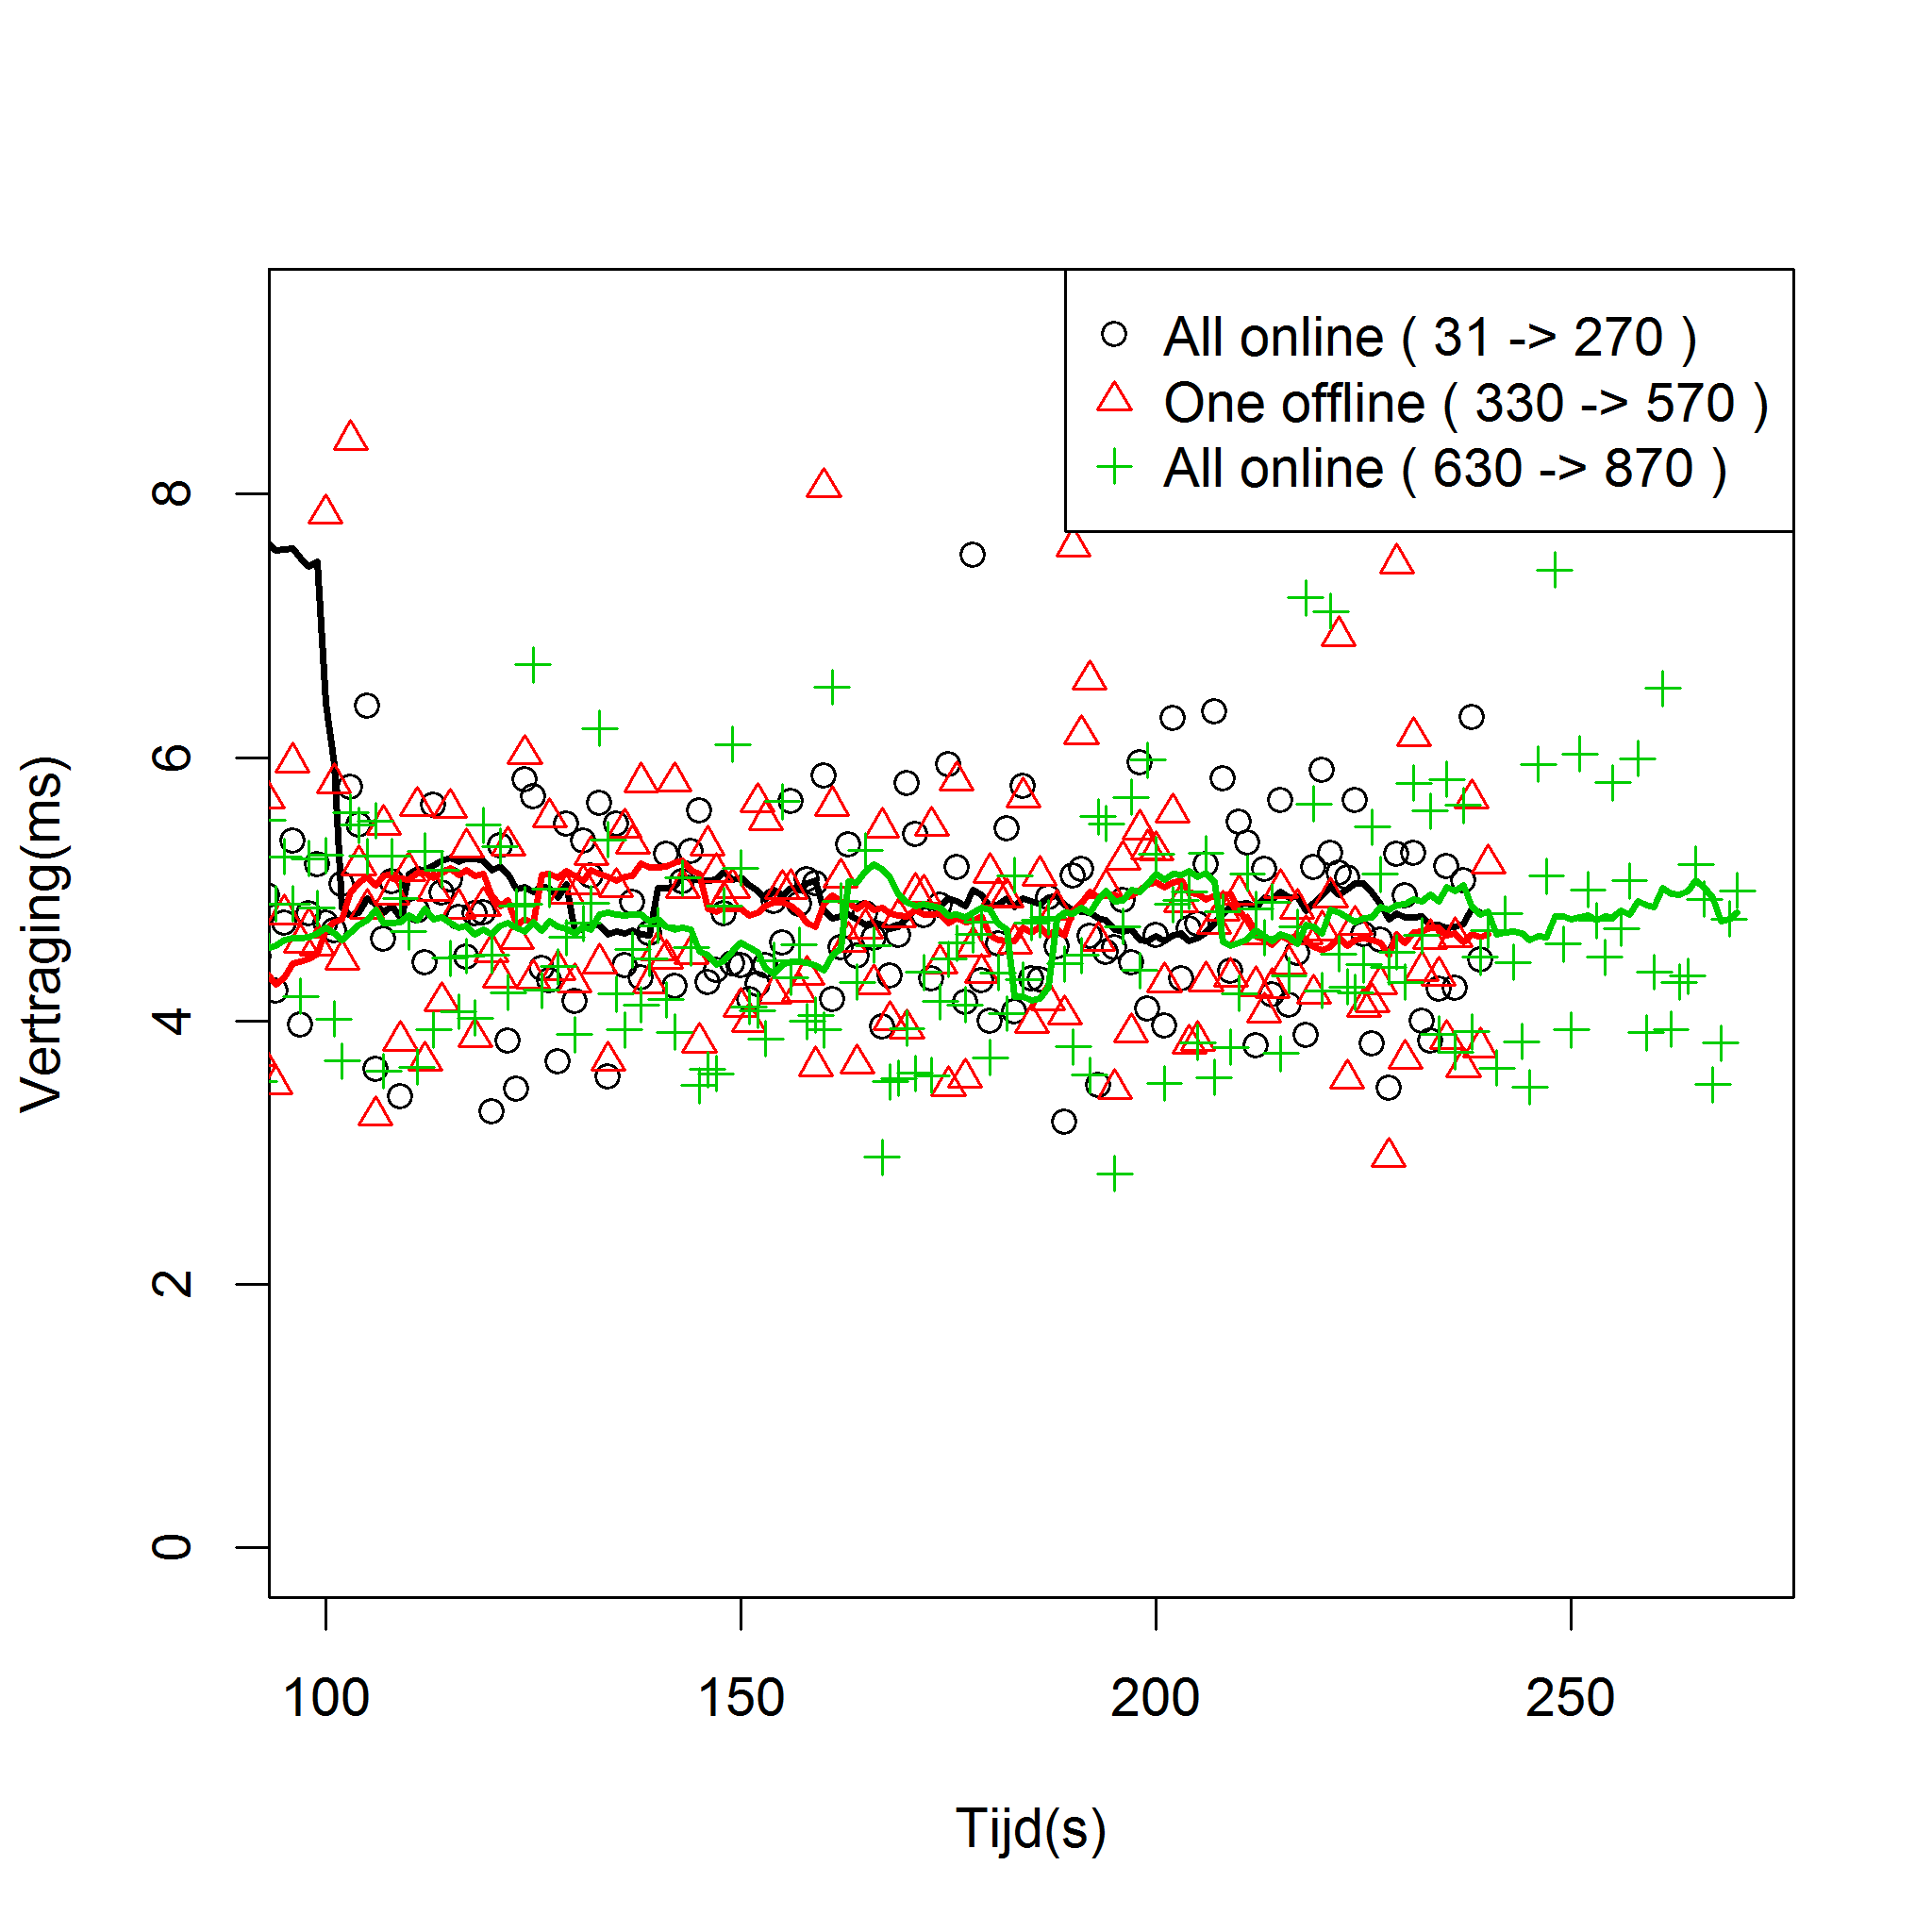 All online ( 31 -> 270 )
One offline ( 330 -> 570 )
All online ( 630 -> 870 )
Vertraging(ms)
8
6
4
2
0
100 150 200 250
Tijd(s)